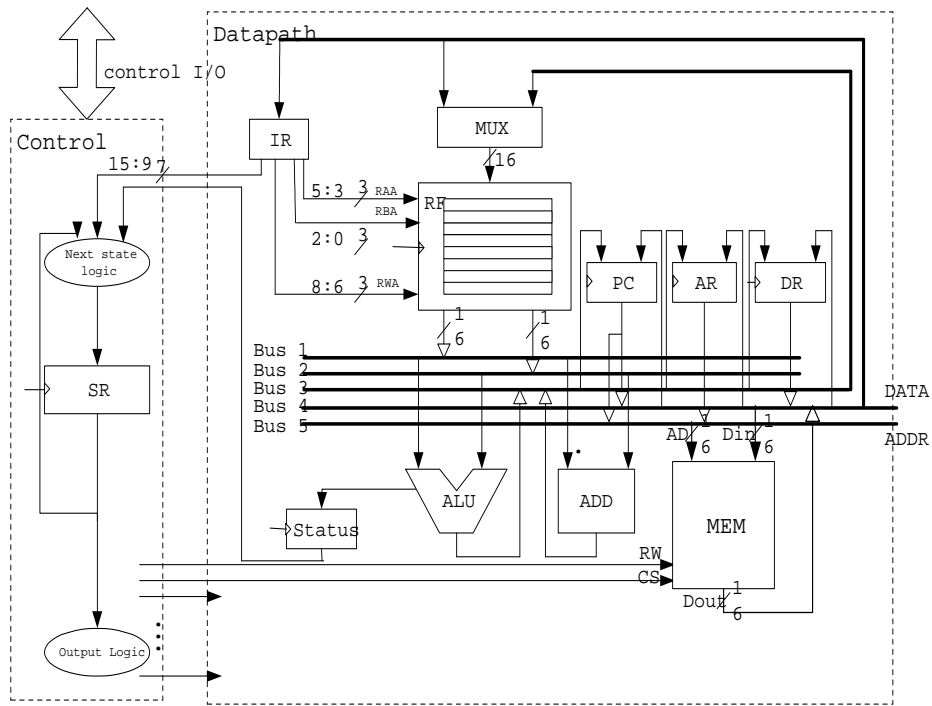 Datapath
control I/O
Control
MUX
IR
16
15:9 7
RF
5:3 3 RAA
RBA
2:0 3
8:6 3 RWA
Next state
logic
PC
AR
DR
1
6
1
6
Bus 1
Bus 2
Bus 3
Bus 4
Bus 5
SR
DATA
ADDR
AD 1
6
Din 1
6
ALU
ADD
MEM
Status
RW
CS
Dout 1
6
Output Logic